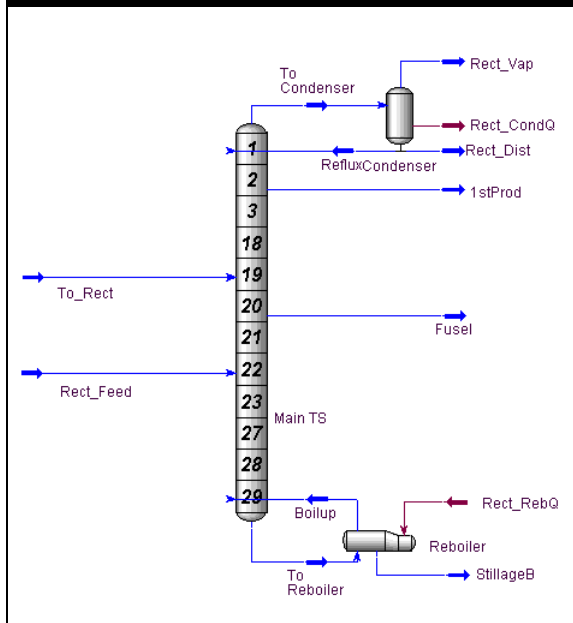 To
Condenser
Rect_Vap
Rect_CondQ
Rect_Dist
RefluxCondenser
1
2
1stProd
3
18
19
To_Rect
20
Fusel
21
22
Rect_Feed
23
Main TS
27
28
29
Boilup
Rect_RebQ
Reboiler
To
Reboiler
StillageB